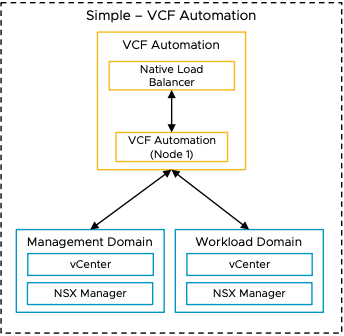 Simple – VCF Automation
VCF Automation
Native Load
Balancer
VCF Automation
(Node 1)
Management Domain
vCenter
NSX Manager
Workload Domain
vCenter
NSX Manager